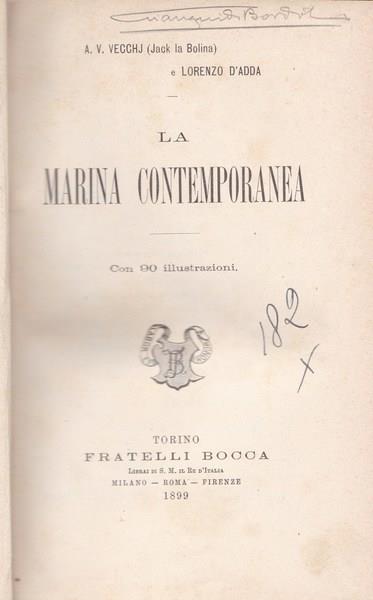 A. V. VECCHJ (Jack la Bolina)
e LORENZO D'ADDA
LA
MARINA CONTEMPORANEA
Con 90 illustrazioni.
182
x
TORINO
FRATELLI BOCCA
LIBRAI DI S. M. IL RE D'ITALIA
MILANO — ROMA — FIRENZE
1899